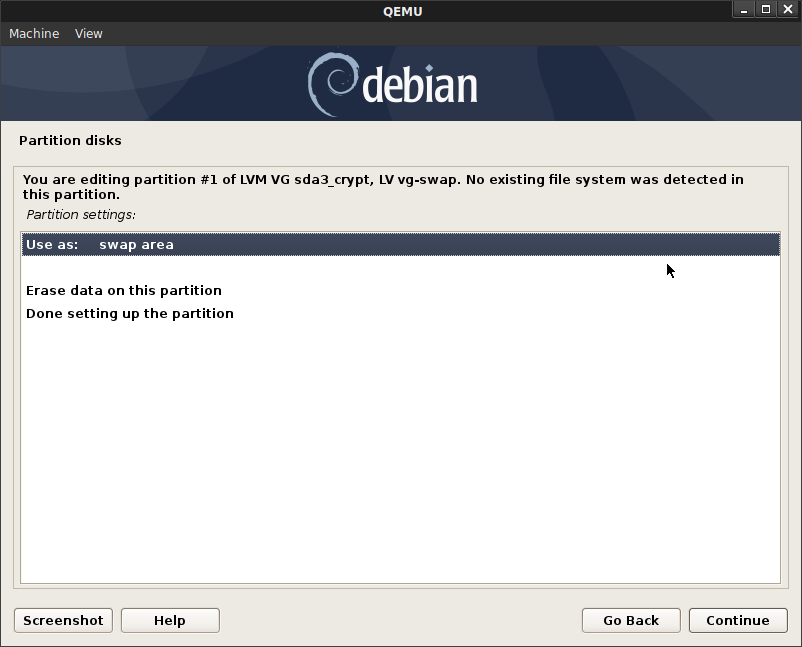 QEMU
Machine View
debian
Partition disks
You are editing partition #1 of LVM VG sda3_crypt, LV vg-swap. No existing file system was detected in
this partition.
Partition settings:
Use as: swap area
Erase data on this partition
Done setting up the partition
Screenshot Help Go Back Continue